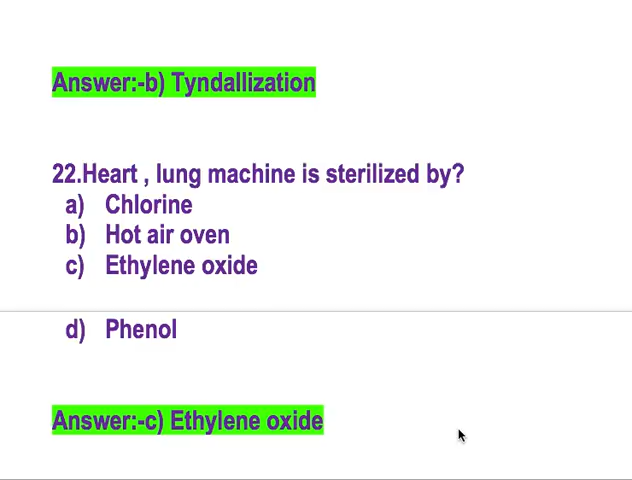 Answer:-b) Tyndallization
22.Heart , lung machine is sterilized by?
a) Chlorine
b) Hot air oven
c) Ethylene oxide
d) Phenol
Answer:-c) Ethylene oxide